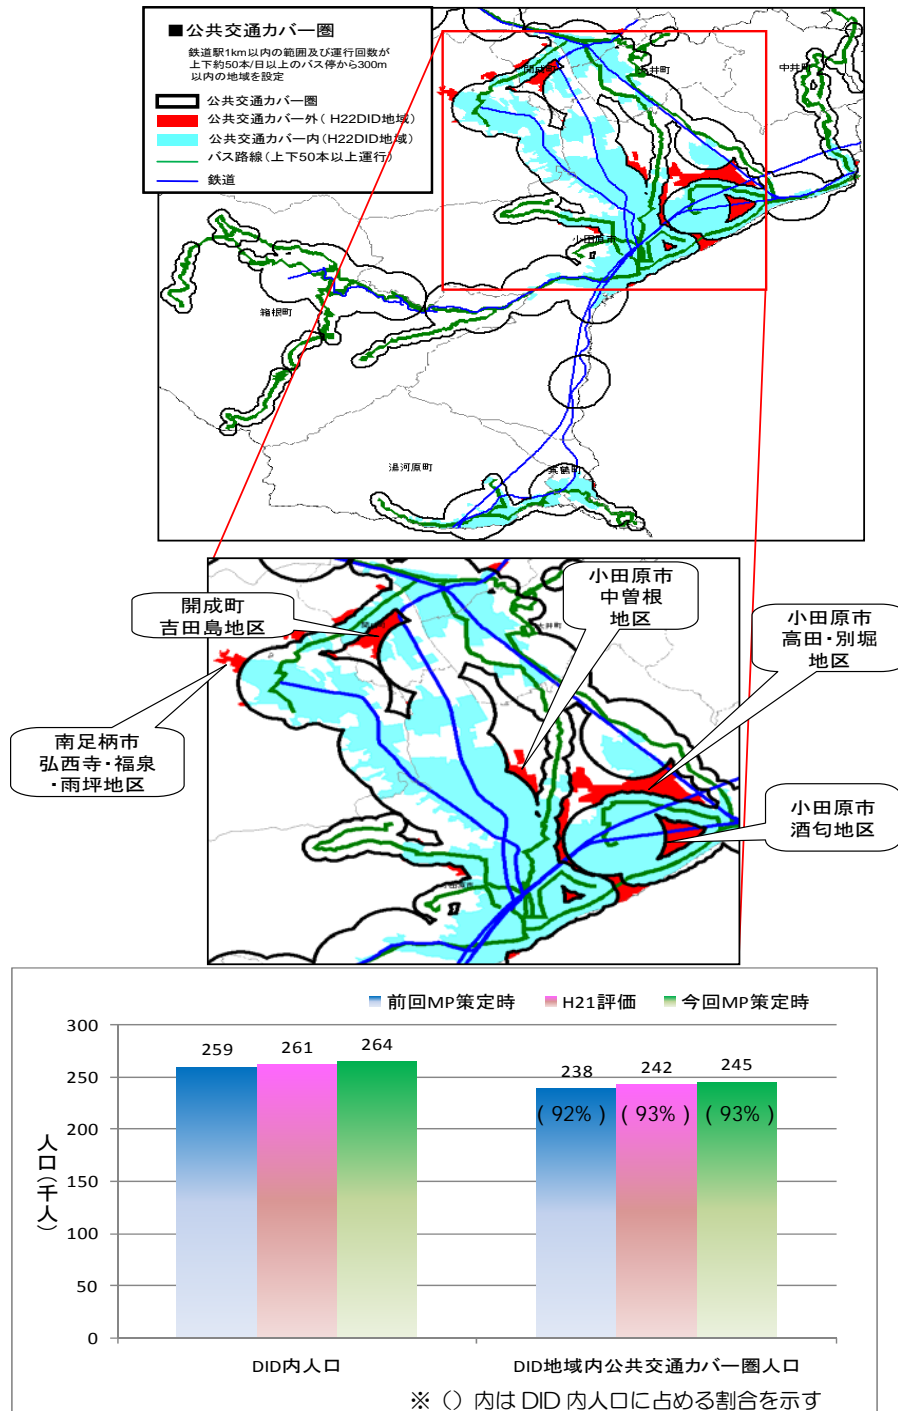 ■公共交通カバー圏
鉄道駅1km以内の範囲及び運行回数が
上下約50本/日以上のバス停から300m
以内の地域を設定
公共交通カバー圏
公共交通カバー外(H22DID地域)
公共交通カバー内(H22DID地域)
バス路線(上下50本以上運行)
鉄道
開成町
大井町
中井町
小田原市
箱根町
湯河原町
真鶴町
開成町
吉田島地区
小田原市
中曽根
地区
小田原市
高田・別堀
地区
南足柄市
弘西寺・福泉
・雨坪地区
小田原市
酒匂地区
開成町
大井町
小田原市
前回MP策定時 H21評価 今回MP策定時
人口(千人)
300
250
200
150
100
50
0
259 261 264
238 242 245
(92%) (93%) (93%)
DID内人口 DID地域内公共交通カバー圏人口
※()内はDID内人口に占める割合を示す